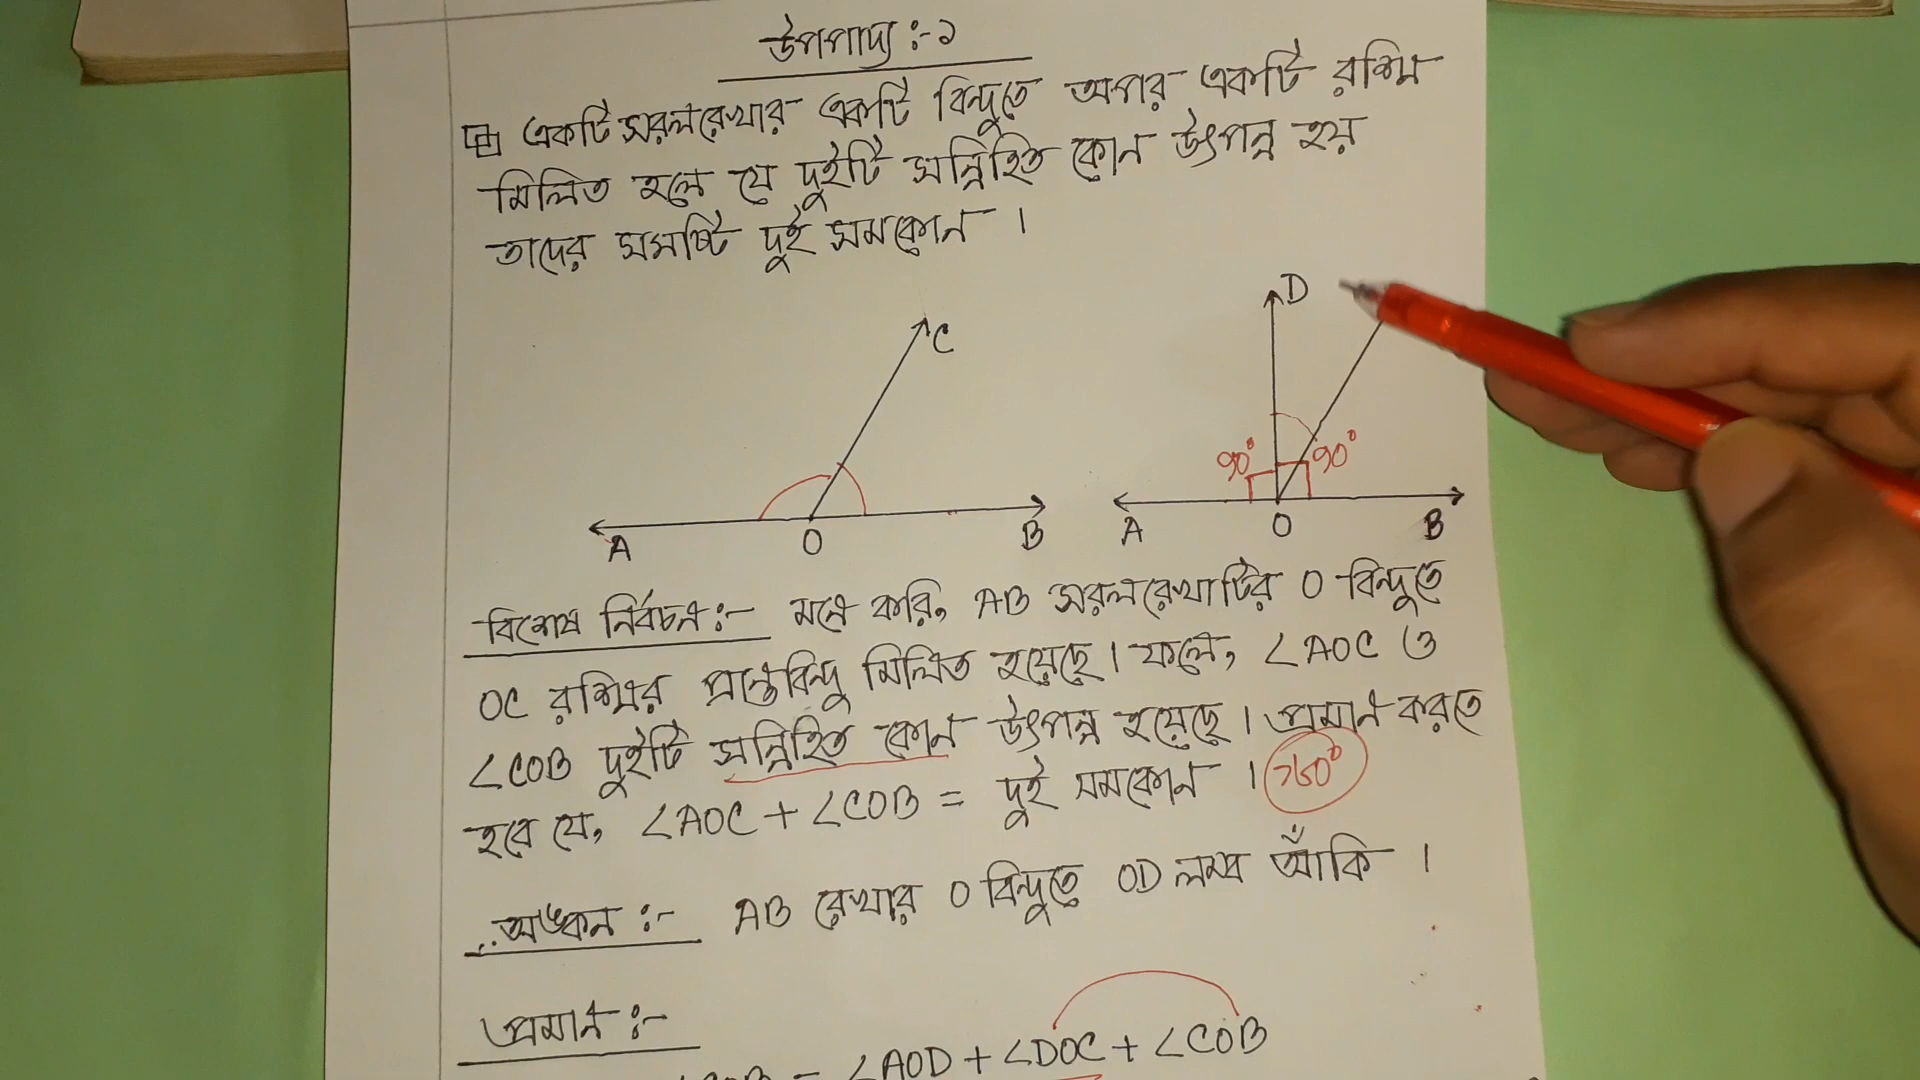 উপপাদ্য :- ১
একটি সরলরেখার একটি বিন্দুতে অপর একটি রশ্মি
মিলিত হলে যে দুইটি সন্নিহিত কোন উৎপন্ন হয়
তাদের সমষ্টি দুই সমকোন ।
C
A O B
D
90° 90°
A O B
বিশেষ নির্বচন :- মনে করি, AB সরলরেখাটির O বিন্দুতে
OC রশ্মির প্রান্তবিন্দু মিলিত হয়েছে। ফলে, ∠AOC ও
∠COB দুইটি সন্নিহিত কোন উৎপন্ন হয়েছে । প্রমান করতে
হবে যে, ∠AOC + ∠COB = দুই সমকোন ।
অঙ্কন :- AB রেখার O বিন্দুতে OD লম্ব আঁকি ।
প্রমান :-
= ∠AOD + ∠DOC + ∠COB